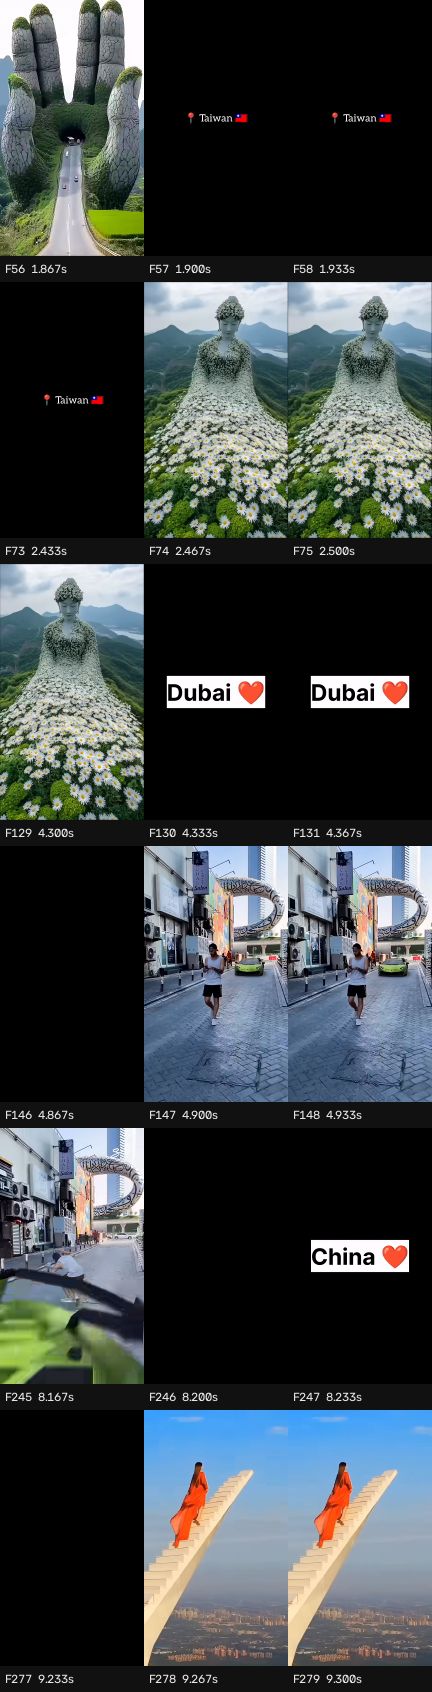 F56 1.867s
📍 Taiwan 🇹🇼
F57 1.900s
📍 Taiwan 🇹🇼
F58 1.933s
📍 Taiwan 🇹🇼
F73 2.433s
F74 2.467s
F75 2.500s
F129 4.300s
Dubai ❤️
F130 4.333s
Dubai ❤️
F131 4.367s
F146 4.867s
Salon
F147 4.900s
Salon
F148 4.933s
Salon
F245 8.167s
F246 8.200s
China ❤️
F247 8.233s
F277 9.233s
F278 9.267s
F279 9.300s